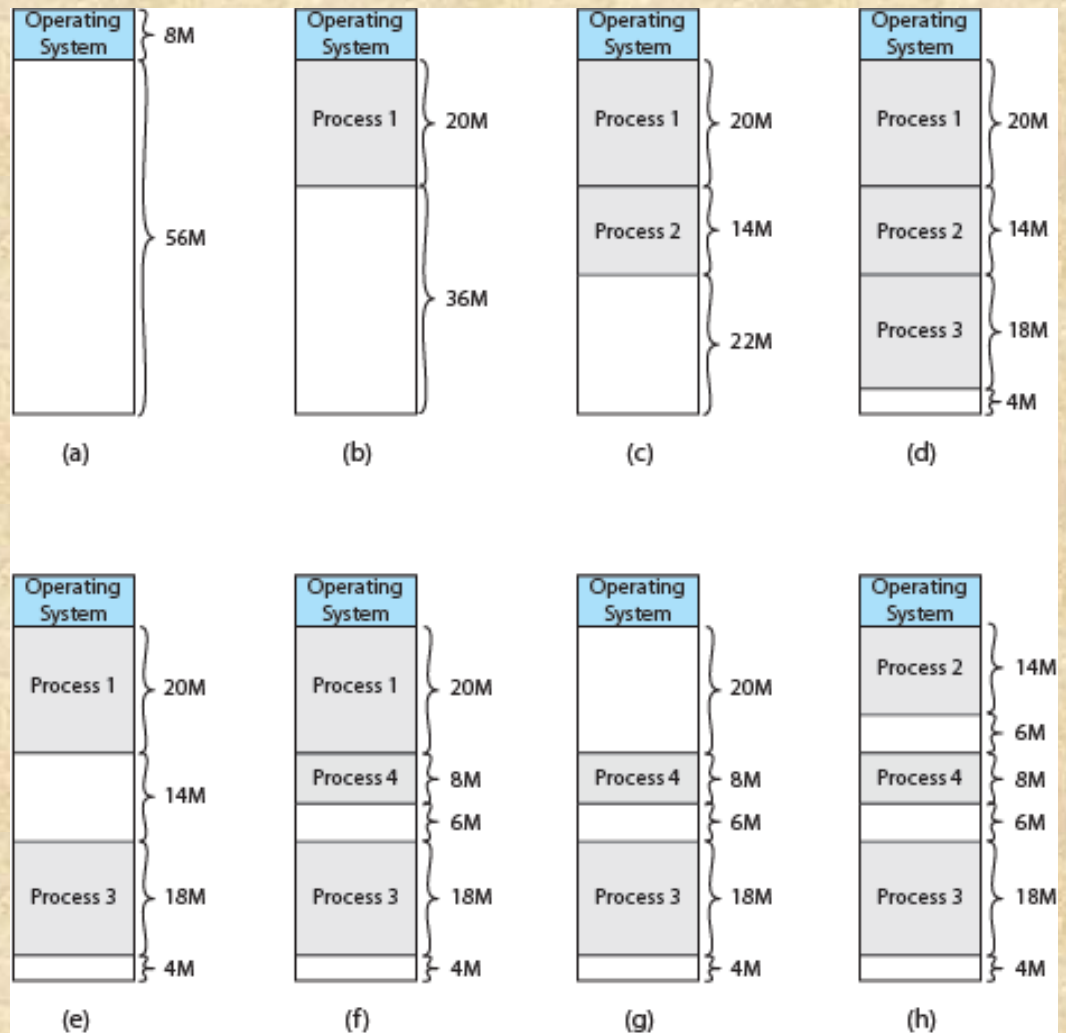 Operating
System
8M
56M
(a)
Operating
System
Process 1
20M
36M
(b)
Operating
System
Process 1
20M
Process 2
14M
22M
(c)
Operating
System
Process 1
20M
Process 2
14M
Process 3
18M
4M
(d)
Operating
System
Process 1
20M
14M
Process 3
18M
4M
(e)
Operating
System
Process 1
20M
Process 4
8M
6M
Process 3
18M
4M
(f)
Operating
System
20M
Process 4
8M
6M
Process 3
18M
4M
(g)
Operating
System
Process 2
14M
6M
Process 4
8M
6M
Process 3
18M
4M
(h)